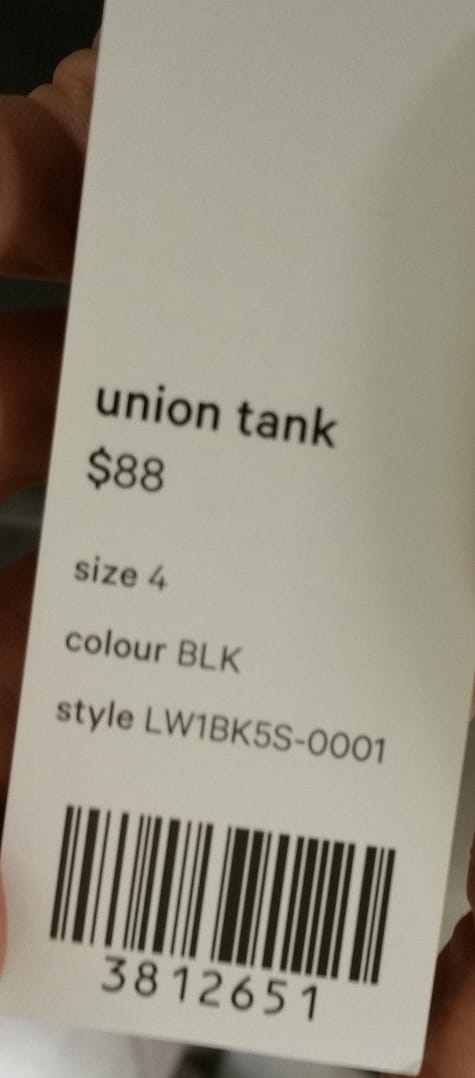 union tank
$88
size 4
colour BLK
style LW1BK5S-0001
3812651